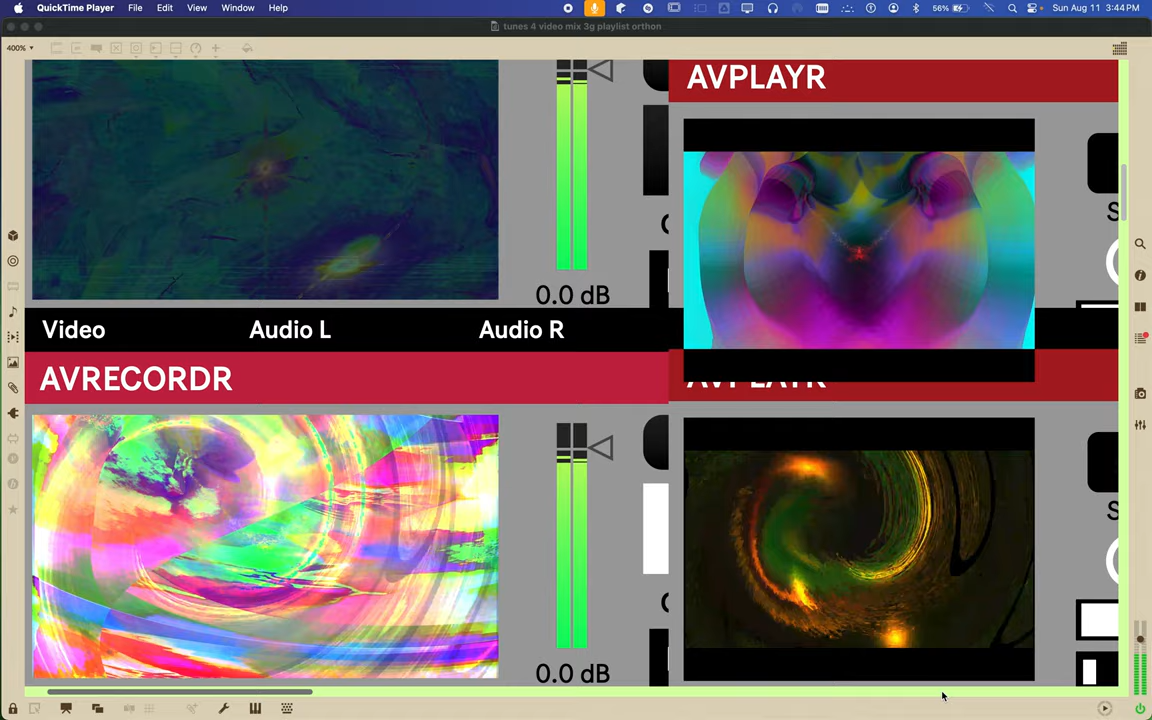 QuickTime Player File Edit View Window Help
56% Sun Aug 11 3:44 PM
tunes 4 video mix 3g playlist orthon
400%
AVPLAYR
0.0 dB
Video Audio L Audio R
AVRECORDR
0.0 dB